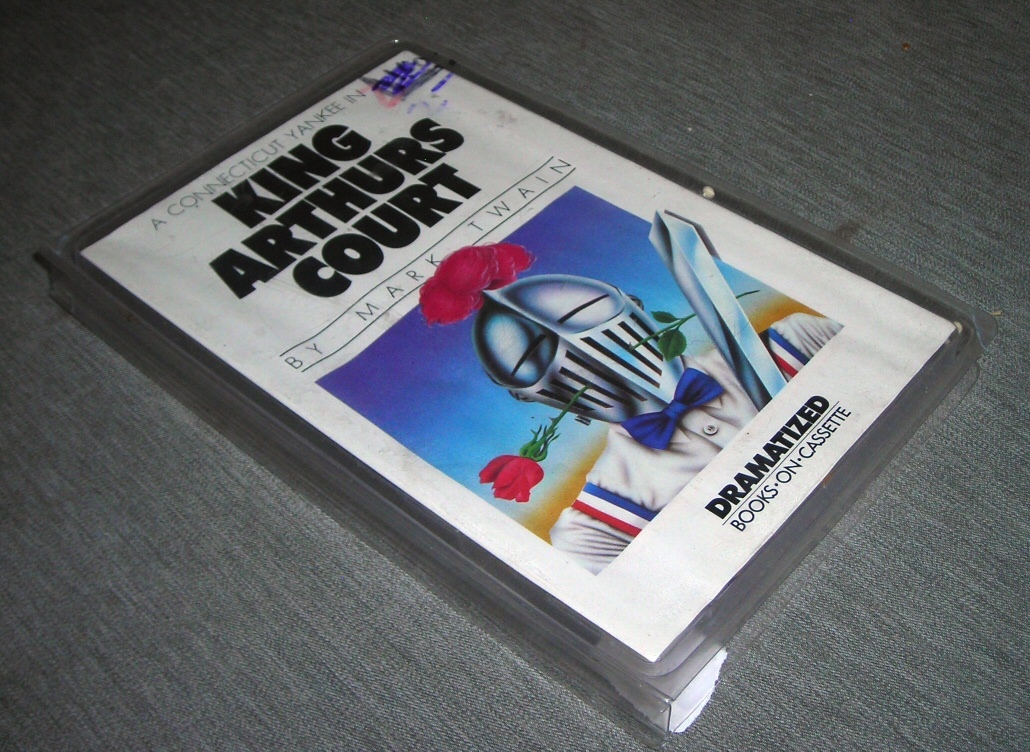 A CONNECTICUT YANKEE IN
KING
ARTHURS
COURT
BY MARK TWAIN
DRAMATIZED
BOOKS·ON·CASSETTE